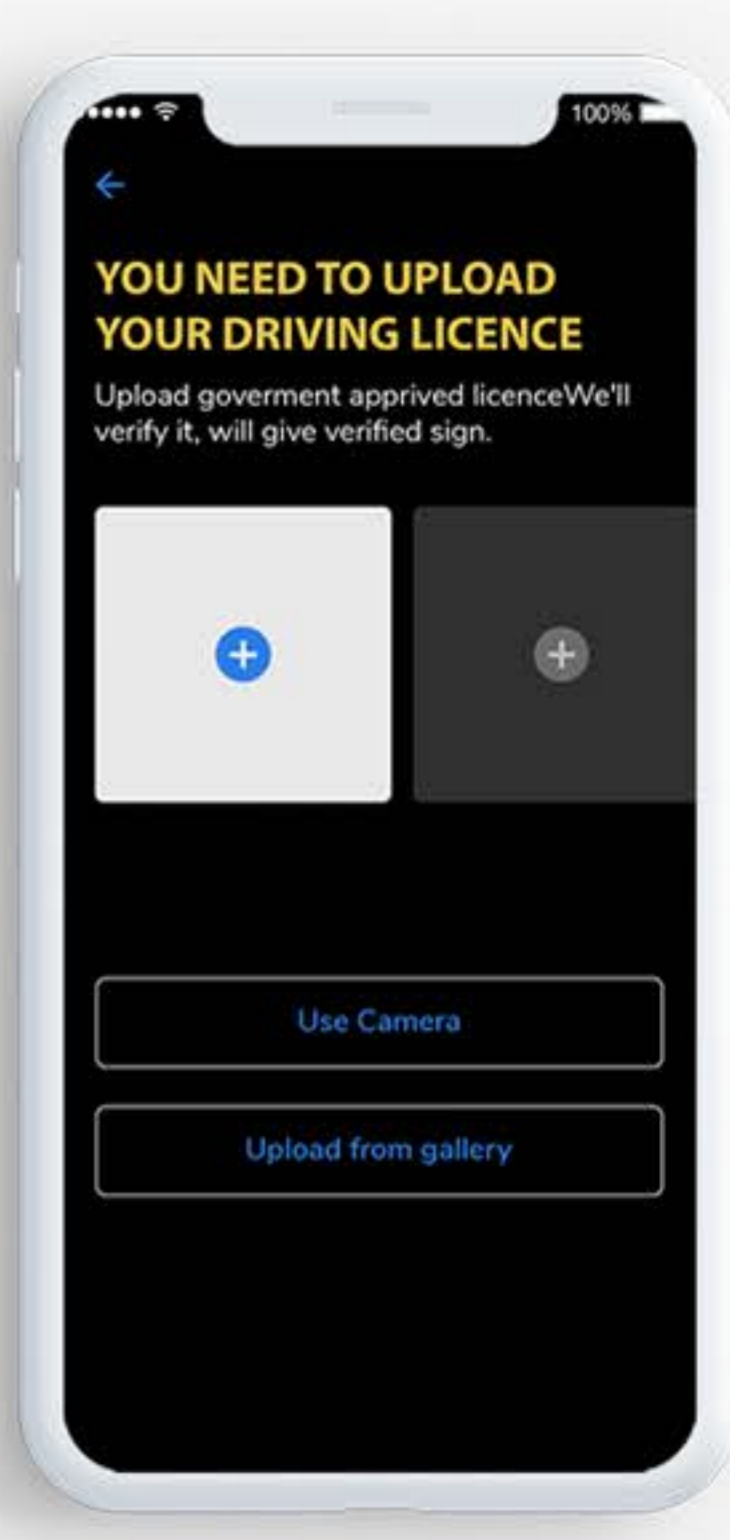 100%
YOU NEED TO UPLOAD
YOUR DRIVING LICENCE
Upload goverment apprived licenceWe'll
verify it, will give verified sign.
Use Camera
Upload from gallery